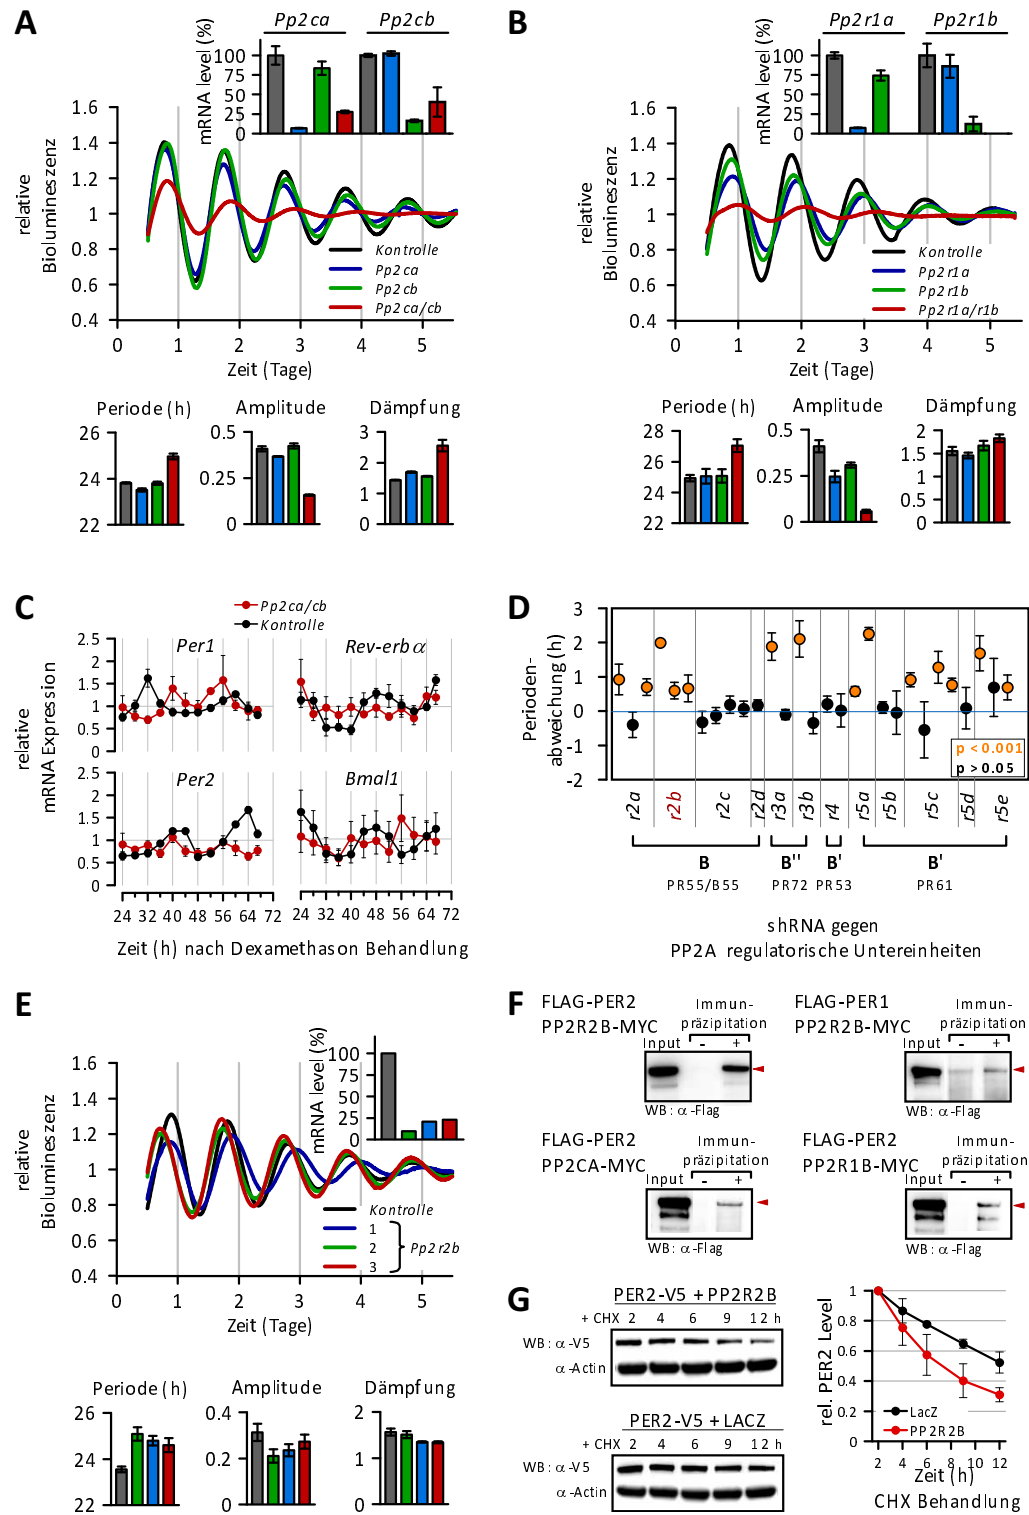 A
Pp2ca Pp2cb
mRNA level (%)
100
75
50
25
0
relative
Biolumineszenz
1.6
1.4
1.2
1
0.8
0.6
0.4
Kontrolle
Pp2ca
Pp2cb
Pp2ca/cb
0 1 2 3 4 5
Zeit (Tage)
Periode (h) Amplitude Dämpfung
26
24
22
0.5
0.25
0
3
2
1
0
B
Pp2r1a Pp2r1b
mRNA level (%)
100
75
50
25
0
relative
Biolumineszenz
1.6
1.4
1.2
1
0.8
0.6
0.4
Kontrolle
Pp2r1a
Pp2r1b
Pp2r1a/r1b
0 1 2 3 4 5
Zeit (Tage)
Periode (h) Amplitude Dämpfung
28
26
24
22
0.5
0.25
0
2
1.5
1
0.5
0
C
Pp2ca/cb
Kontrolle
relative
mRNA Expression
Per1 Rev-erb α
2.5
2
1.5
1
0.5
0
Per2 Bmal1
2.5
2
1.5
1
0.5
0
24 32 40 48 56 64 72 24 32 40 48 56 64 72
Zeit (h) nach Dexamethason Behandlung
D
Perioden-
abweichung (h)
3
2
1
0
-1
-2
p < 0.001
p > 0.05
r2a r2b r2c r2d r3a r3b r4 r5a r5b r5c r5d r5e
B B'' B' B'
PR55/B55 PR72 PR53 PR61
shRNA gegen
PP2A regulatorische Untereinheiten
E
mRNA level (%)
100
75
50
25
0
relative
Biolumineszenz
1.6
1.4
1.2
1
0.8
0.6
0.4
Kontrolle
1
2
3
Pp2r2b
0 1 2 3 4 5
Zeit (Tage)
Periode (h) Amplitude Dämpfung
26
24
22
0.4
0.2
0
2
1
0
F
FLAG-PER2
PP2R2B-MYC
Immun-
präzipitation
Input - +
WB: α-Flag
FLAG-PER1
PP2R2B-MYC
Immun-
präzipitation
Input - +
WB: α-Flag
FLAG-PER2
PP2CA-MYC
Immun-
präzipitation
Input - +
WB: α-Flag
FLAG-PER2
PP2R1B-MYC
Immun-
präzipitation
Input - +
WB: α-Flag
G
PER2-V5 + PP2R2B
+ CHX 2 4 6 9 12 h
WB: α-V5
α-Actin
PER2-V5 + LACZ
+ CHX 2 4 6 9 12 h
WB: α-V5
α-Actin
rel. PER2 Level
1
0.8
0.6
0.4
0.2
0
LacZ
PP2R2B
2 4 6 8 10 12
Zeit (h)
CHX Behandlung